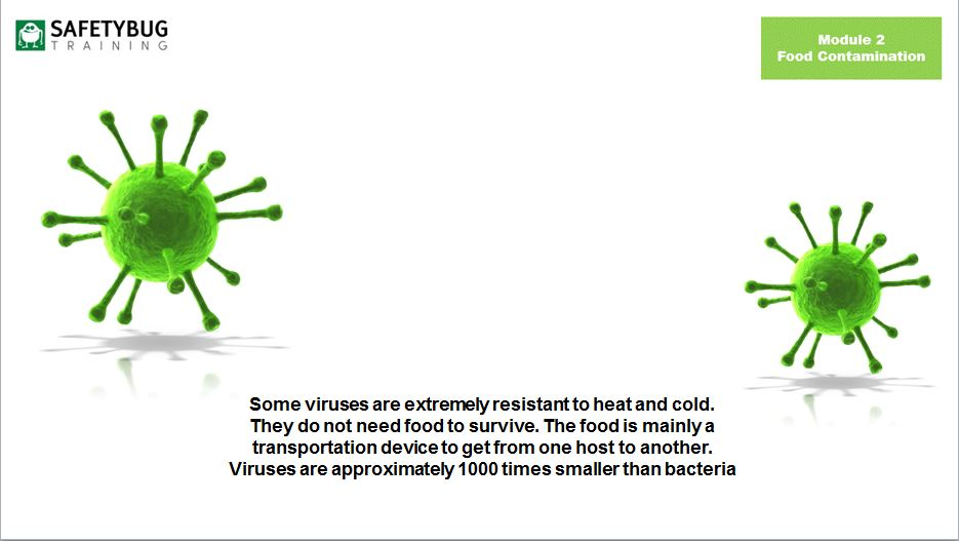 SAFETYBUG
TRAINING
Module 2
Food Contamination
Some viruses are extremely resistant to heat and cold.
They do not need food to survive. The food is mainly a
transportation device to get from one host to another.
Viruses are approximately 1000 times smaller than bacteria